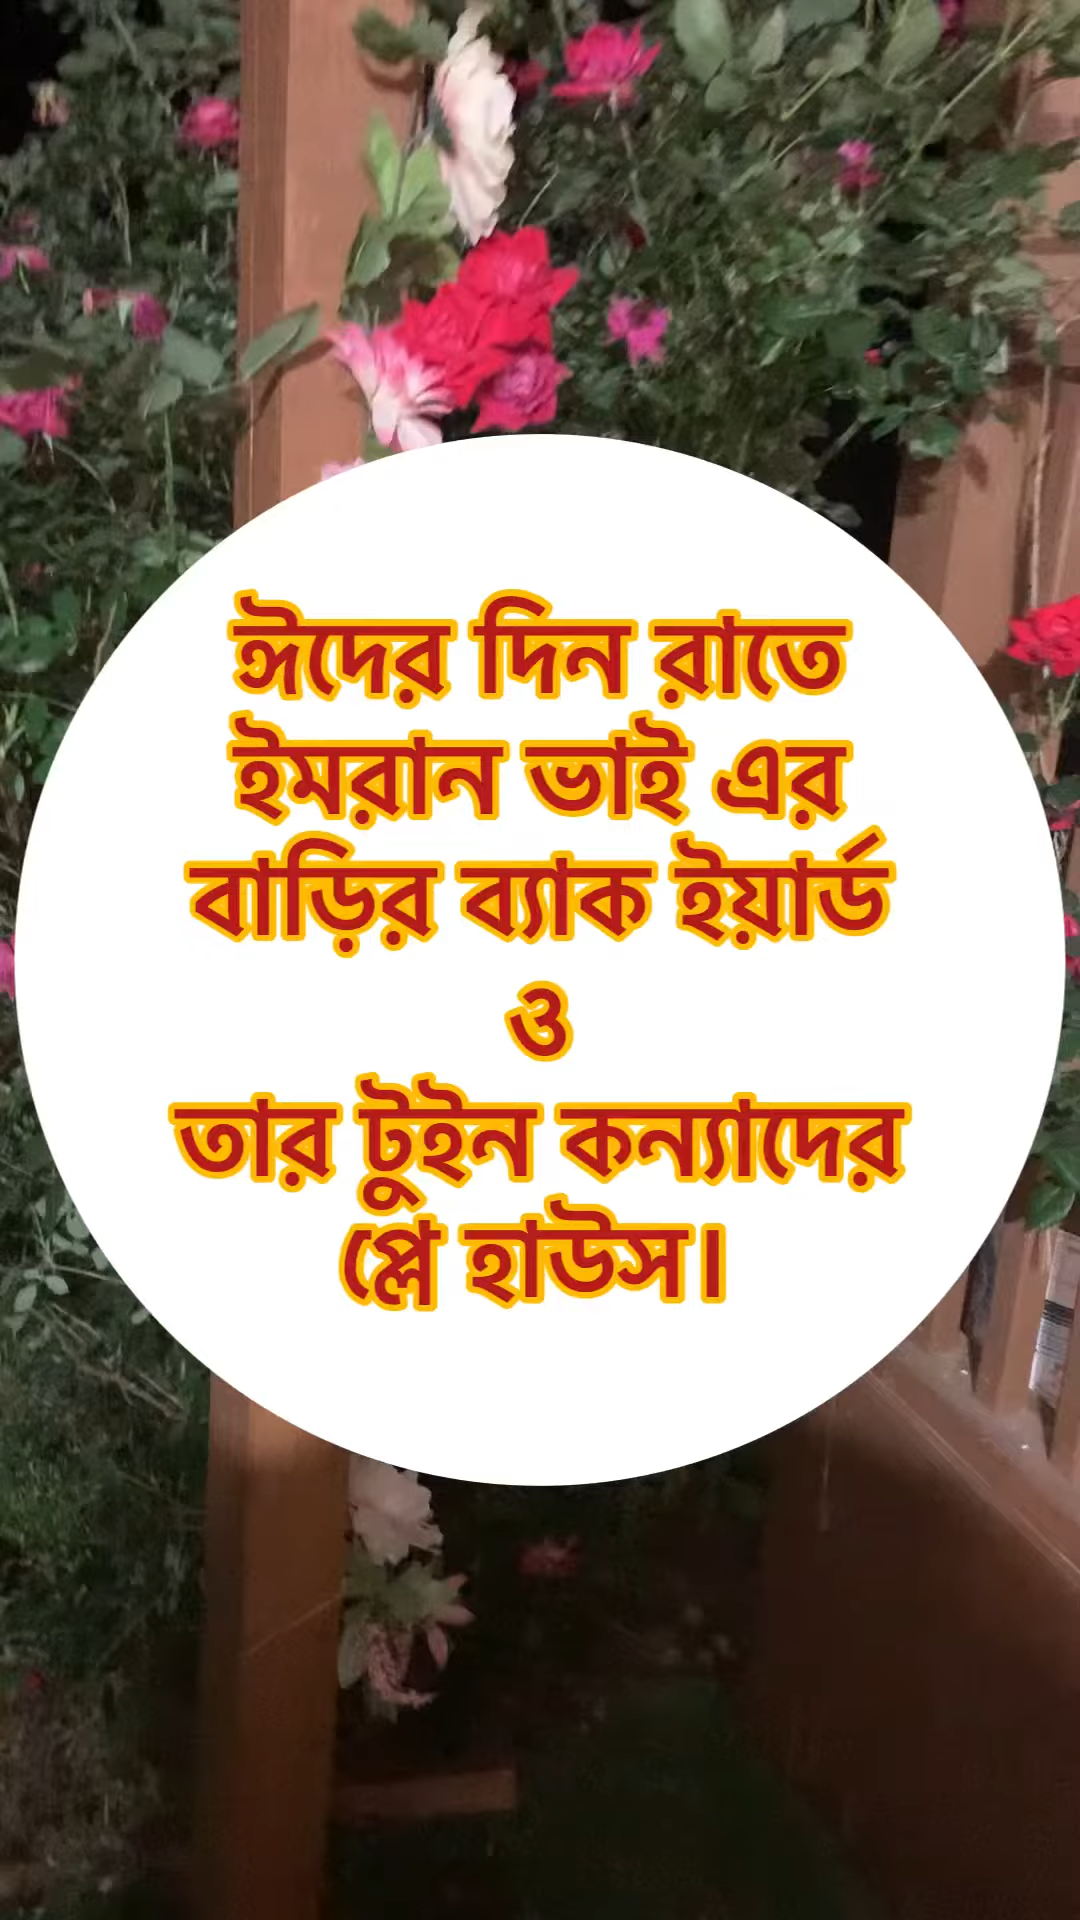 ঈদের দিন রাতে
ইমরান ভাই এর
বাড়ির ব্যাক ইয়ার্ড
ও
তার টুইন কন্যাদের
প্লে হাউস।